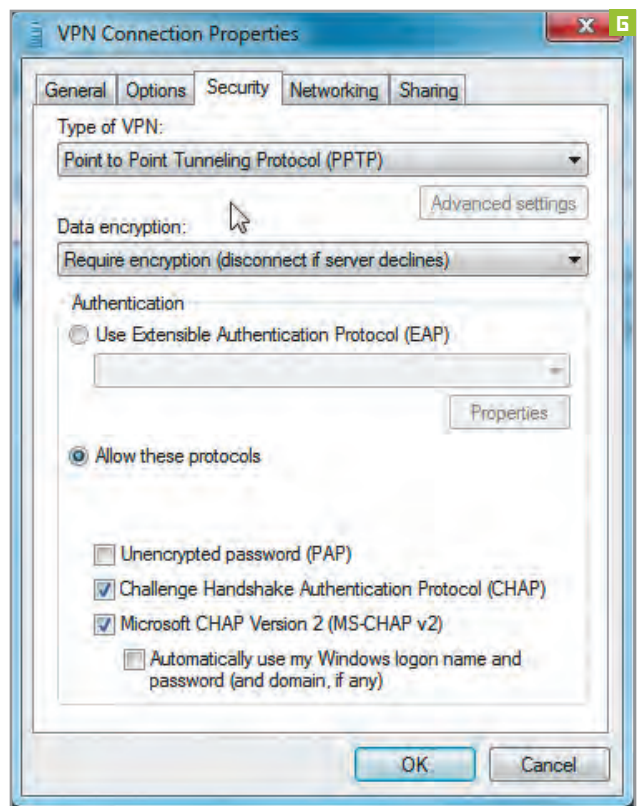 VPN Connection Properties
G
General Options Security Networking Sharing
Type of VPN:
Point to Point Tunneling Protocol (PPTP)
Advanced settings
Data encryption:
Require encryption (disconnect if server declines)
Authentication
Use Extensible Authentication Protocol (EAP)
Properties
Allow these protocols
Unencrypted password (PAP)
Challenge Handshake Authentication Protocol (CHAP)
Microsoft CHAP Version 2 (MS-CHAP v2)
Automatically use my Windows logon name and
password (and domain, if any)
OK Cancel